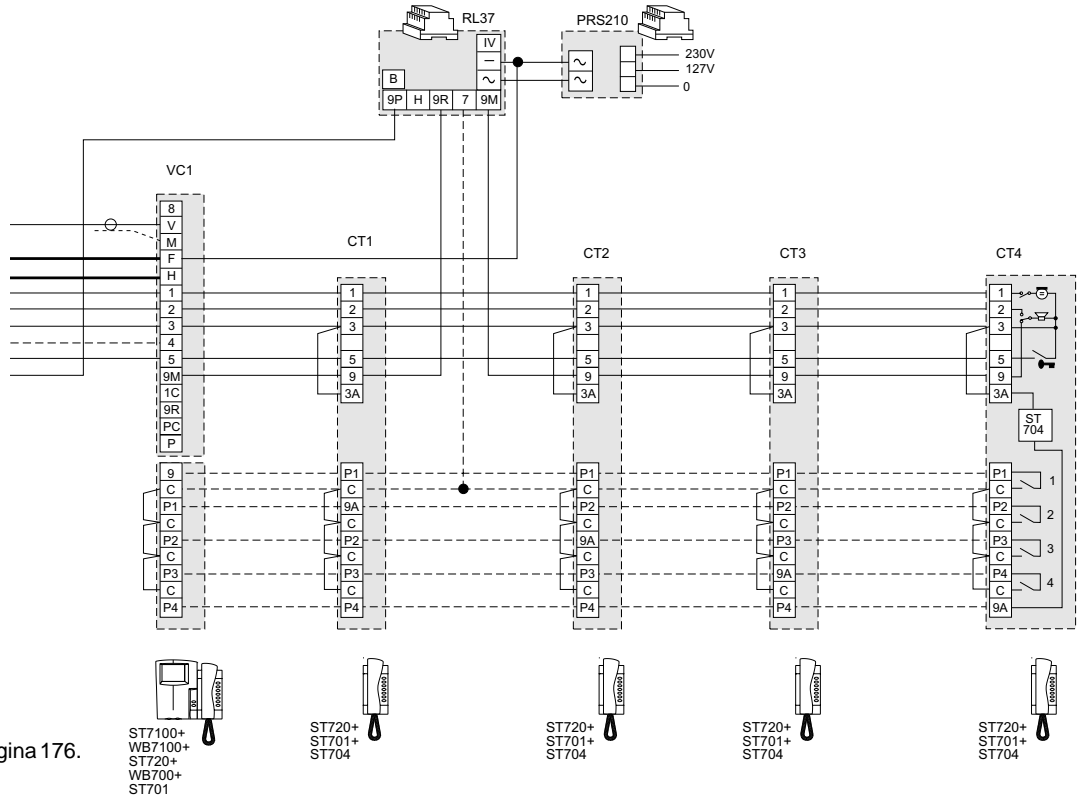 RL37
PRS210
IV
—
~
~
~
B
9P H 9R 7 9M
230V
127V
0
VC1
8
V
M
F
H
1
2
3
4
5
9M
1C
9R
PC
P
9
C
P1
C
P2
C
P3
C
P4
CT1
1
2
3
5
9
3A
P1
C
9A
C
P2
C
P3
C
P4
CT2
1
2
3
5
9
3A
P1
C
P2
C
9A
C
P3
C
P4
CT3
1
2
3
5
9
3A
P1
C
P2
C
P3
C
9A
C
P4
CT4
1
2
3
5
9
3A
ST
704
P1
C
P2
C
P3
C
P4
C
9A
1
2
3
4
gina 176.
ST7100+
WB7100+
ST720+
WB700+
ST701
ST720+
ST701+
ST704
ST720+
ST701+
ST704
ST720+
ST701+
ST704
ST720+
ST701+
ST704